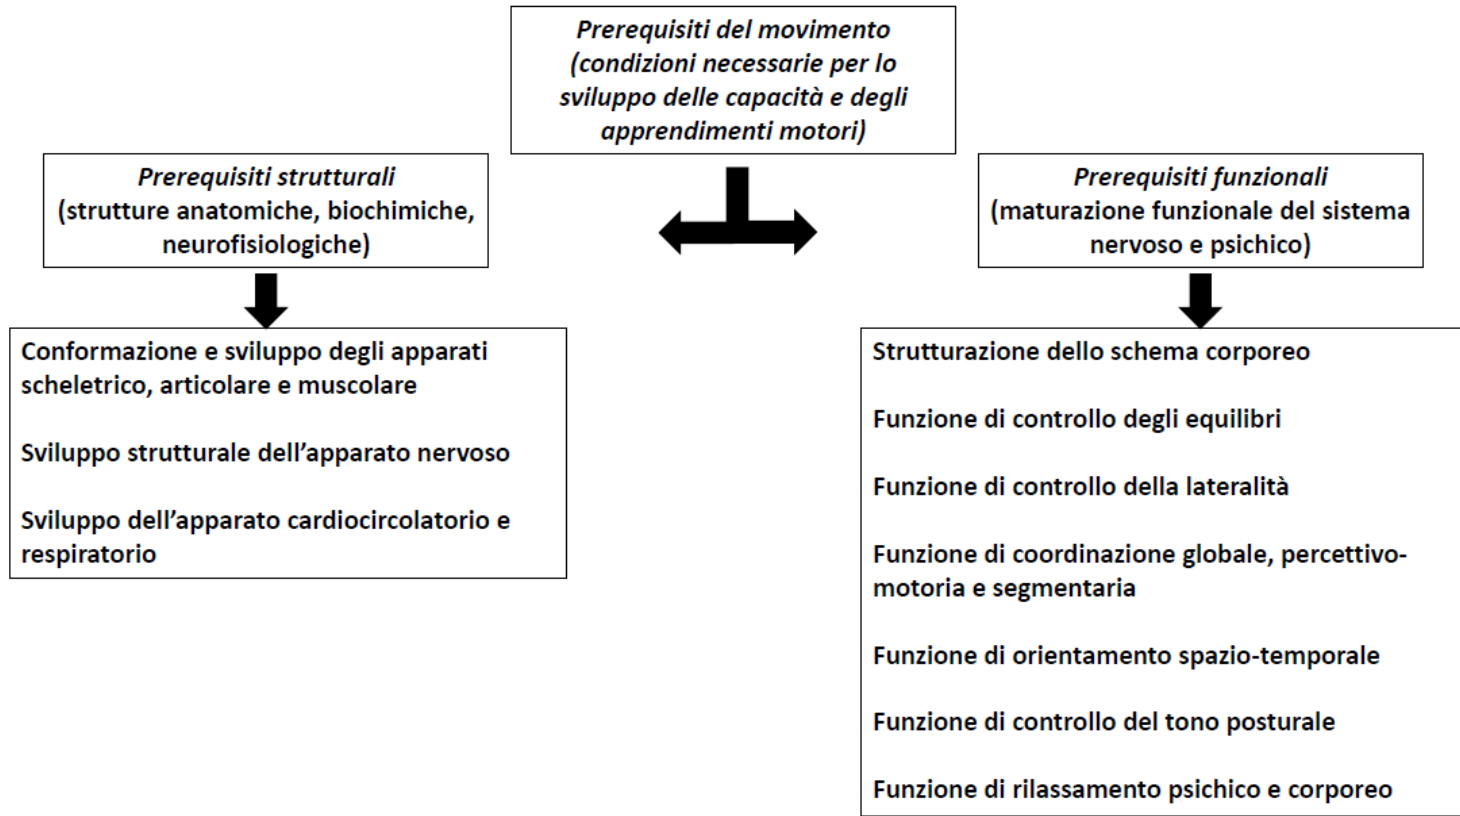 Prerequisiti del movimento
(condizioni necessarie per lo
sviluppo delle capacità e degli
apprendimenti motori)
Prerequisiti strutturali
(strutture anatomiche, biochimiche,
neurofisiologiche)
Prerequisiti funzionali
(maturazione funzionale del sistema
nervoso e psichico)
Conformazione e sviluppo degli apparati
scheletrico, articolare e muscolare
Sviluppo strutturale dell’apparato nervoso
Sviluppo dell’apparato cardiocircolatorio e
respiratorio
Strutturazione dello schema corporeo
Funzione di controllo degli equilibri
Funzione di controllo della lateralità
Funzione di coordinazione globale, percettivo-
motoria e segmentaria
Funzione di orientamento spazio-temporale
Funzione di controllo del tono posturale
Funzione di rilassamento psichico e corporeo